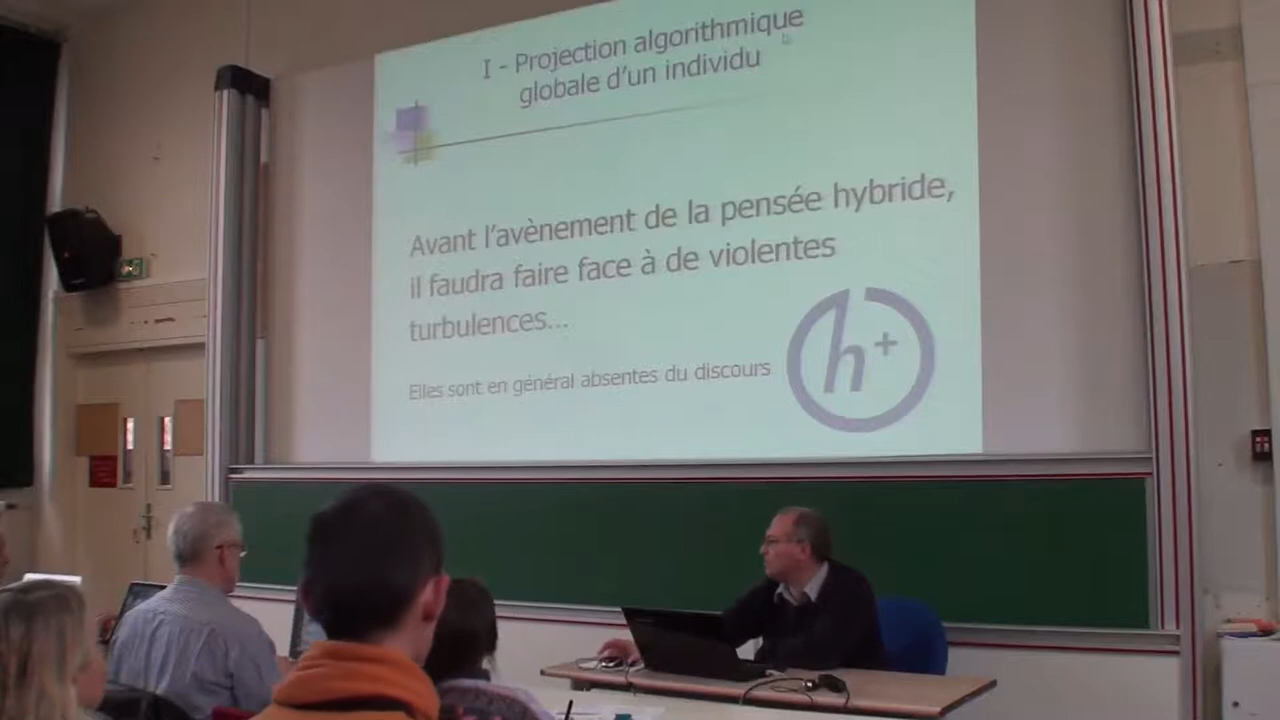 I - Projection algorithmique
globale d'un individu
Avant l'avènement de la pensée hybride,
il faudra faire face à de violentes
turbulences...
Elles sont en général absentes du discours
h+